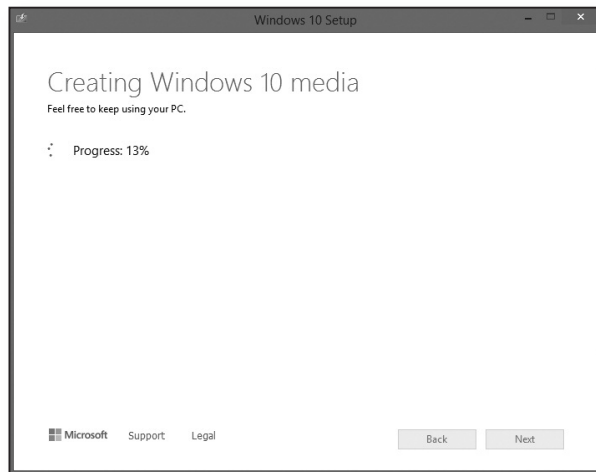 Windows 10 Setup
Creating Windows 10 media
Feel free to keep using your PC.
Progress: 13%
Microsoft Support Legal Back Next